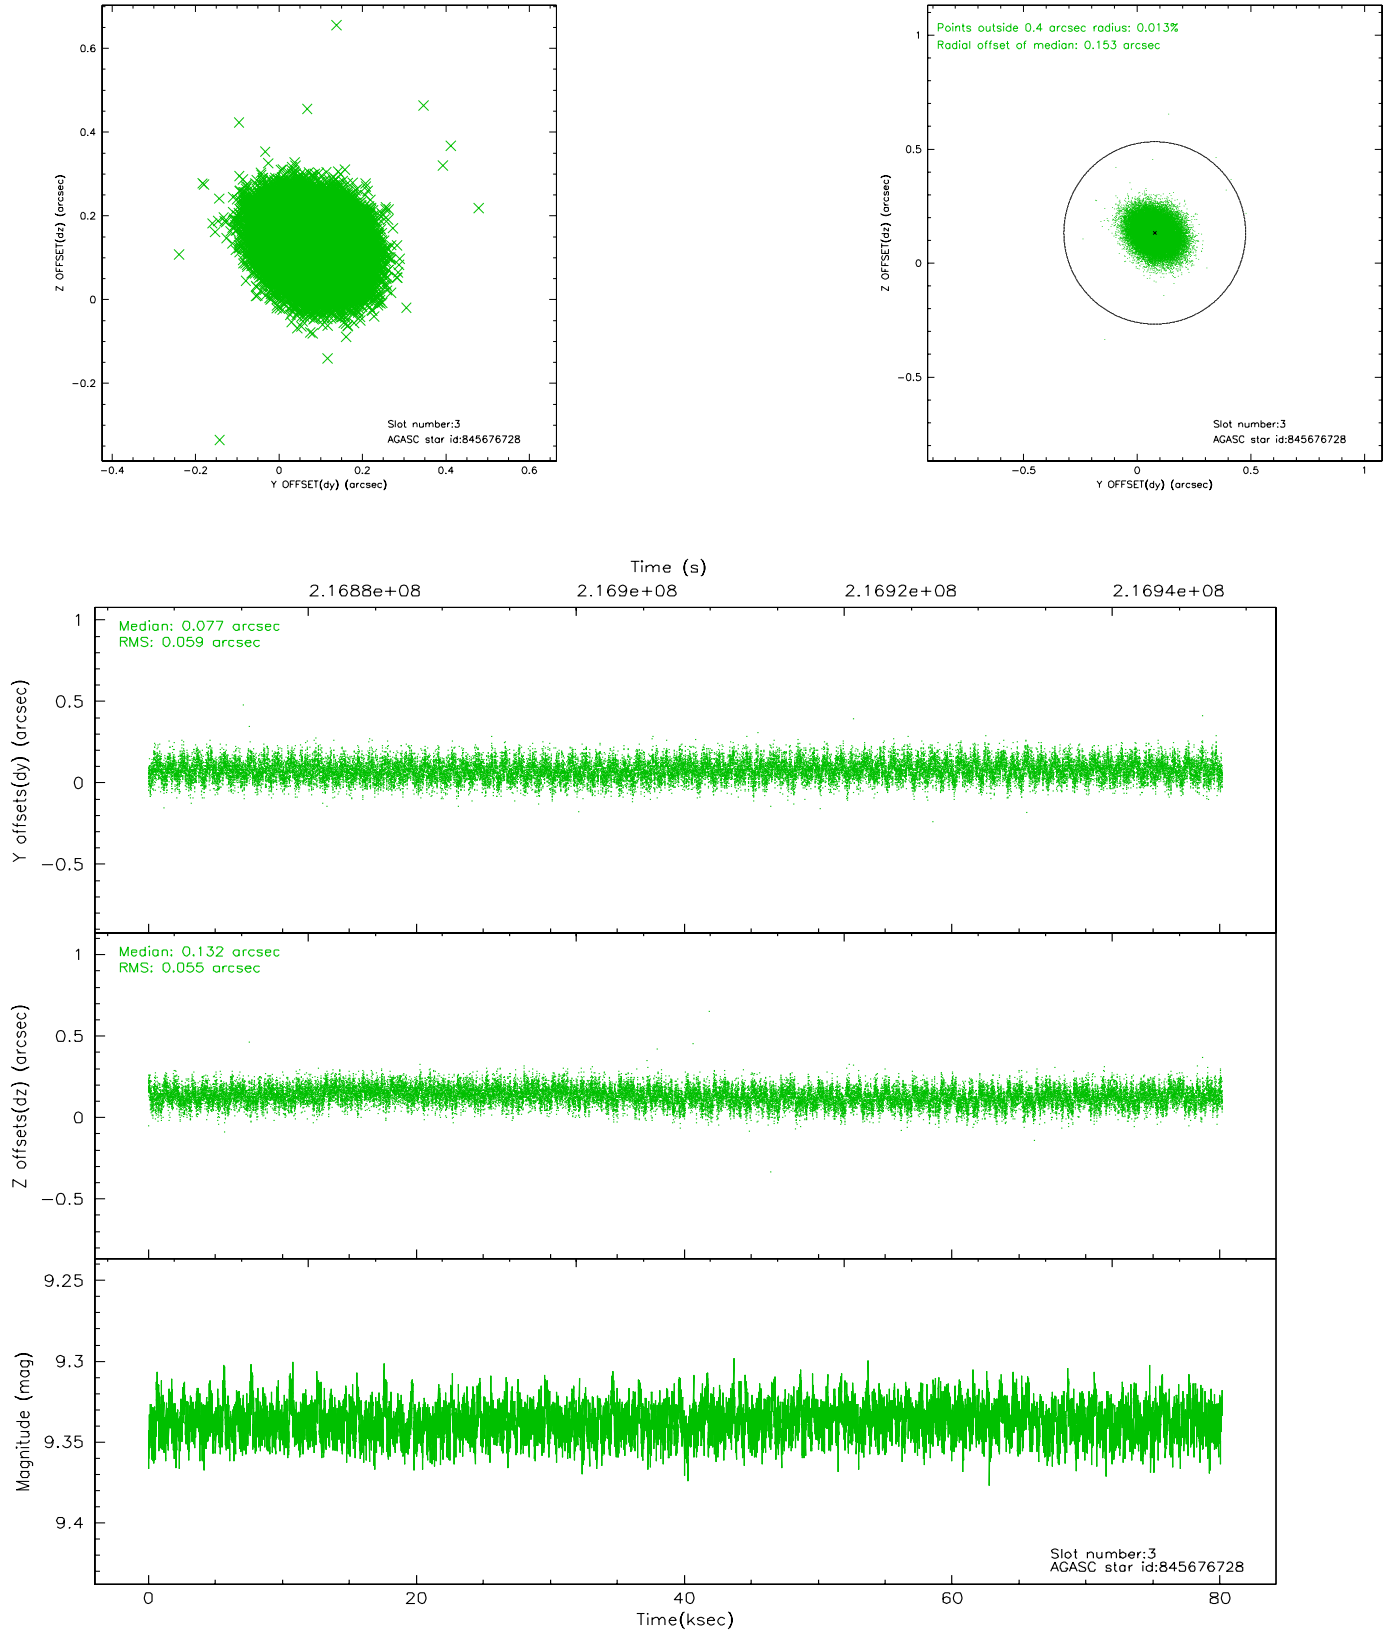 0.6
0.4
0.2
0
−0.2
Z OFFSET(dz) (arcsec)
−0.4
−0.2
0
0.2
0.4
0.6
Y OFFSET(dy) (arcsec)
Slot number:3
AGASC star id:845676728
Points outside 0.4 arcsec radius: 0.013%
Radial offset of median: 0.153 arcsec
1
0.5
0
−0.5
Z OFFSET(dz) (arcsec)
−0.5
0
0.5
1
Y OFFSET(dy) (arcsec)
Slot number:3
AGASC star id:845676728
Time (s)
2.1688e+08
2.169e+08
2.1692e+08
2.1694e+08
Median: 0.077 arcsec
RMS: 0.059 arcsec
1
0.5
0
−0.5
Y offsets(dy) (arcsec)
Median: 0.132 arcsec
RMS: 0.055 arcsec
1
0.5
0
−0.5
Z offsets(dz) (arcsec)
9.25
9.3
9.35
9.4
Magnitude (mag)
Slot number:3
AGASC star id:845676728
0
20
40
60
80
Time(ksec)